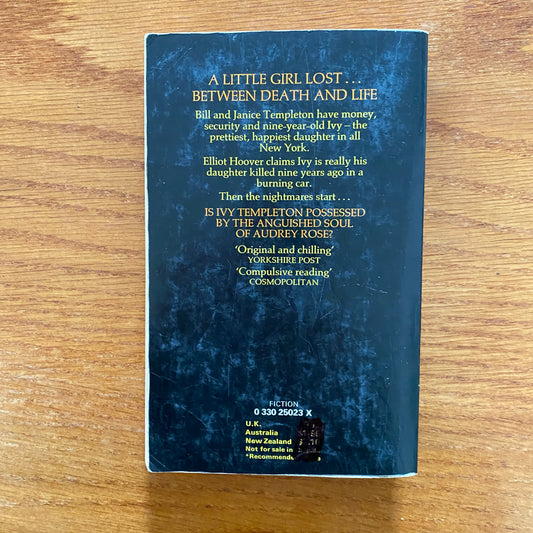 A LITTLE GIRL LOST...
BETWEEN DEATH AND LIFE
Bill and Janice Templeton have money,
security and nine-year-old Ivy – the
prettiest, happiest daughter in all
New York.
Elliot Hoover claims Ivy is really his
daughter killed nine years ago in a
burning car.
Then the nightmares start...
IS IVY TEMPLETON POSSESSED
BY THE ANGUISHED SOUL
OF AUDREY ROSE?
'Original and chilling'
YORKSHIRE POST
'Compulsive reading'
COSMOPOLITAN
FICTION
0 330 25023 X
U.K.
Australia
New Zealand
Not for sale in